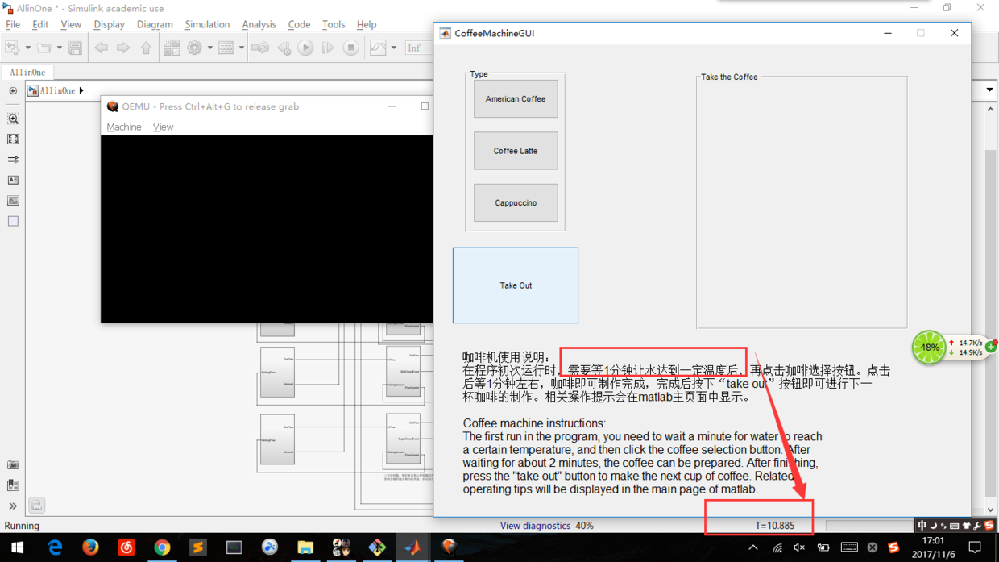 AllinOne * - Simulink academic use
File Edit View Display Diagram Simulation Analysis Code Tools Help
Inf
AllinOne
AllinOne
QEMU - Press Ctrl+Alt+G to release grab
Machine View
CoffeeMachineGUI
Type
American Coffee
Coffee Latte
Cappuccino
Take Out
Take the Coffee
咖啡机使用说明：
在程序初次运行时，需要等1分钟让水达到一定温度后，再点击咖啡选择按钮。点击
后等1分钟左右，咖啡即可制作完成，完成后按下“take out”按钮即可进行下一
杯咖啡的制作。相关操作提示会在matlab主页面中显示。
Coffee machine instructions:
The first run in the program, you need to wait a minute for water to reach
a certain temperature, and then click the coffee selection button. After
waiting for about 2 minutes, the coffee can be prepared. After finishing,
press the "take out" button to make the next cup of coffee. Related
operating tips will be displayed in the main page of matlab.
48%
14.7K/s
14.9K/s
Running
View diagnostics 40%
T=10.885
中
17:01
2017/11/6